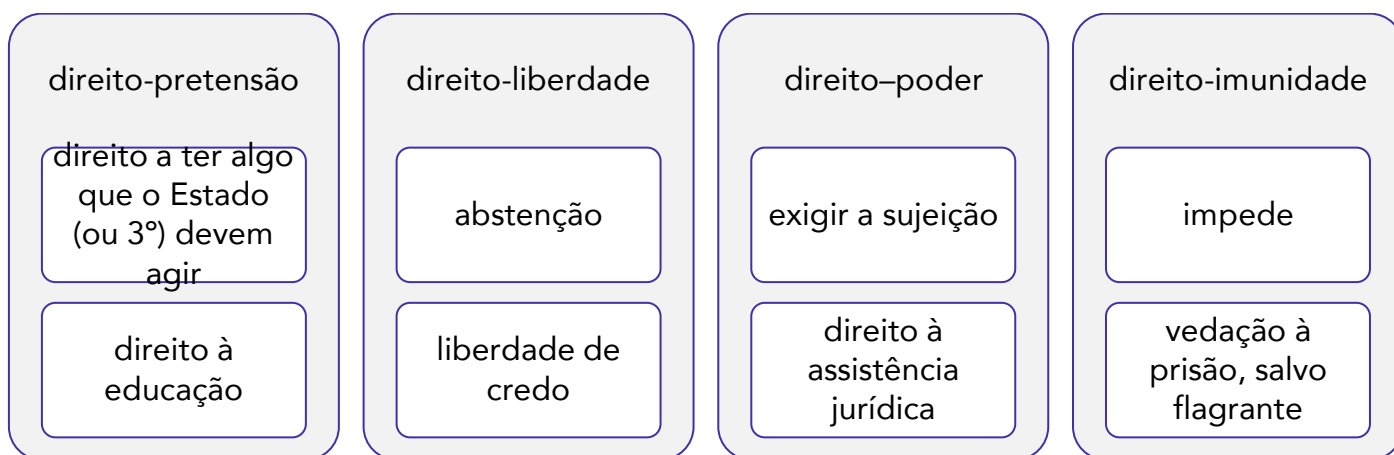 direito-pretensão
direito a ter algo
que o Estado
(ou 3º) devem
agir
direito à
educação
direito-liberdade
abstenção
liberdade de
credo
direito–poder
exigir a sujeição
direito à
assistência
jurídica
direito-imunidade
impede
vedação à
prisão, salvo
flagrante